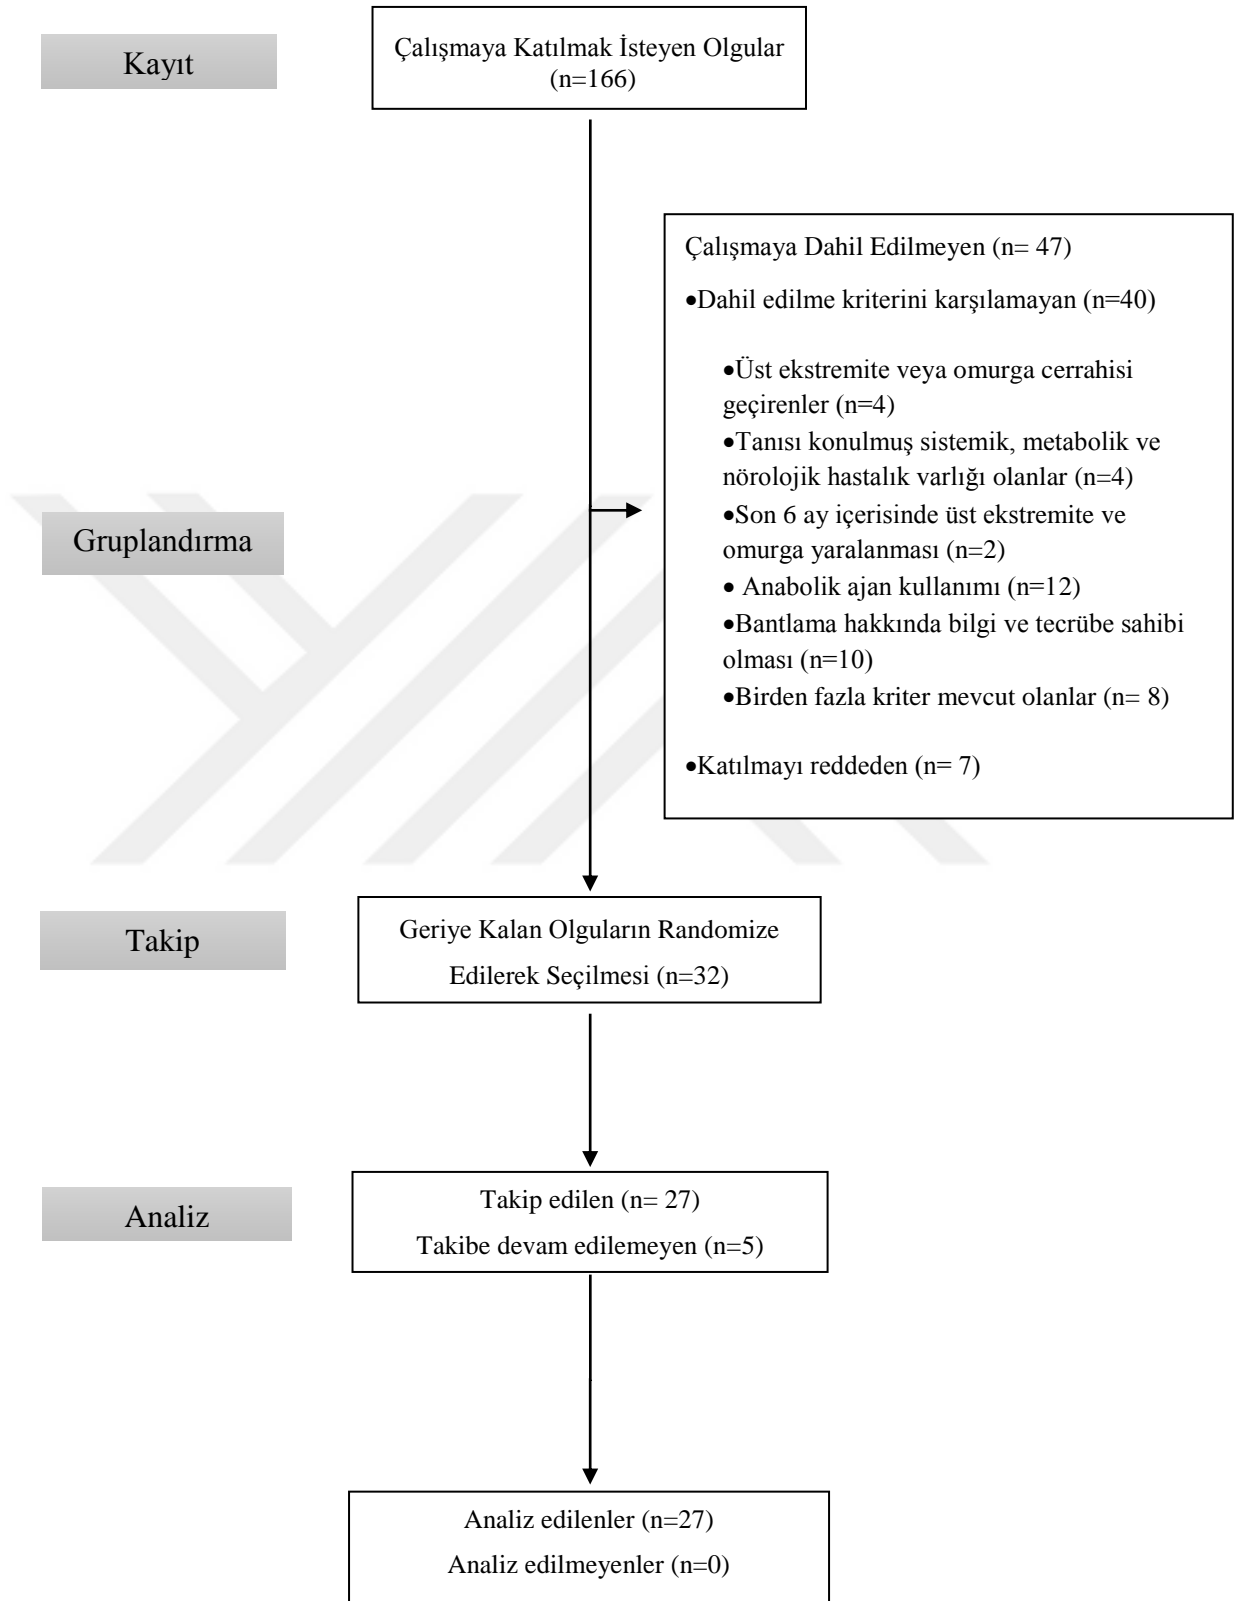 Kayıt
Çalışmaya Katılmak İsteyen Olgular
(n=166)
Çalışmaya Dahil Edilmeyen (n= 47)
•Dahil edilme kriterini karşılamayan (n=40)
•Üst ekstremite veya omurga cerrahisi
geçirenler (n=4)
•Tanısı konulmuş sistemik, metabolik ve
nörolojik hastalık varlığı olanlar (n=4)
•Son 6 ay içerisinde üst ekstremite ve
omurga yaralanması (n=2)
• Anabolik ajan kullanımı (n=12)
•Bantlama hakkında bilgi ve tecrübe sahibi
olması (n=10)
•Birden fazla kriter mevcut olanlar (n= 8)
•Katılmayı reddeden (n= 7)
Gruplandırma
Takip
Geriye Kalan Olguların Randomize
Edilerek Seçilmesi (n=32)
Analiz
Takip edilen (n= 27)
Takibe devam edilemeyen (n=5)
Analiz edilenler (n=27)
Analiz edilmeyenler (n=0)